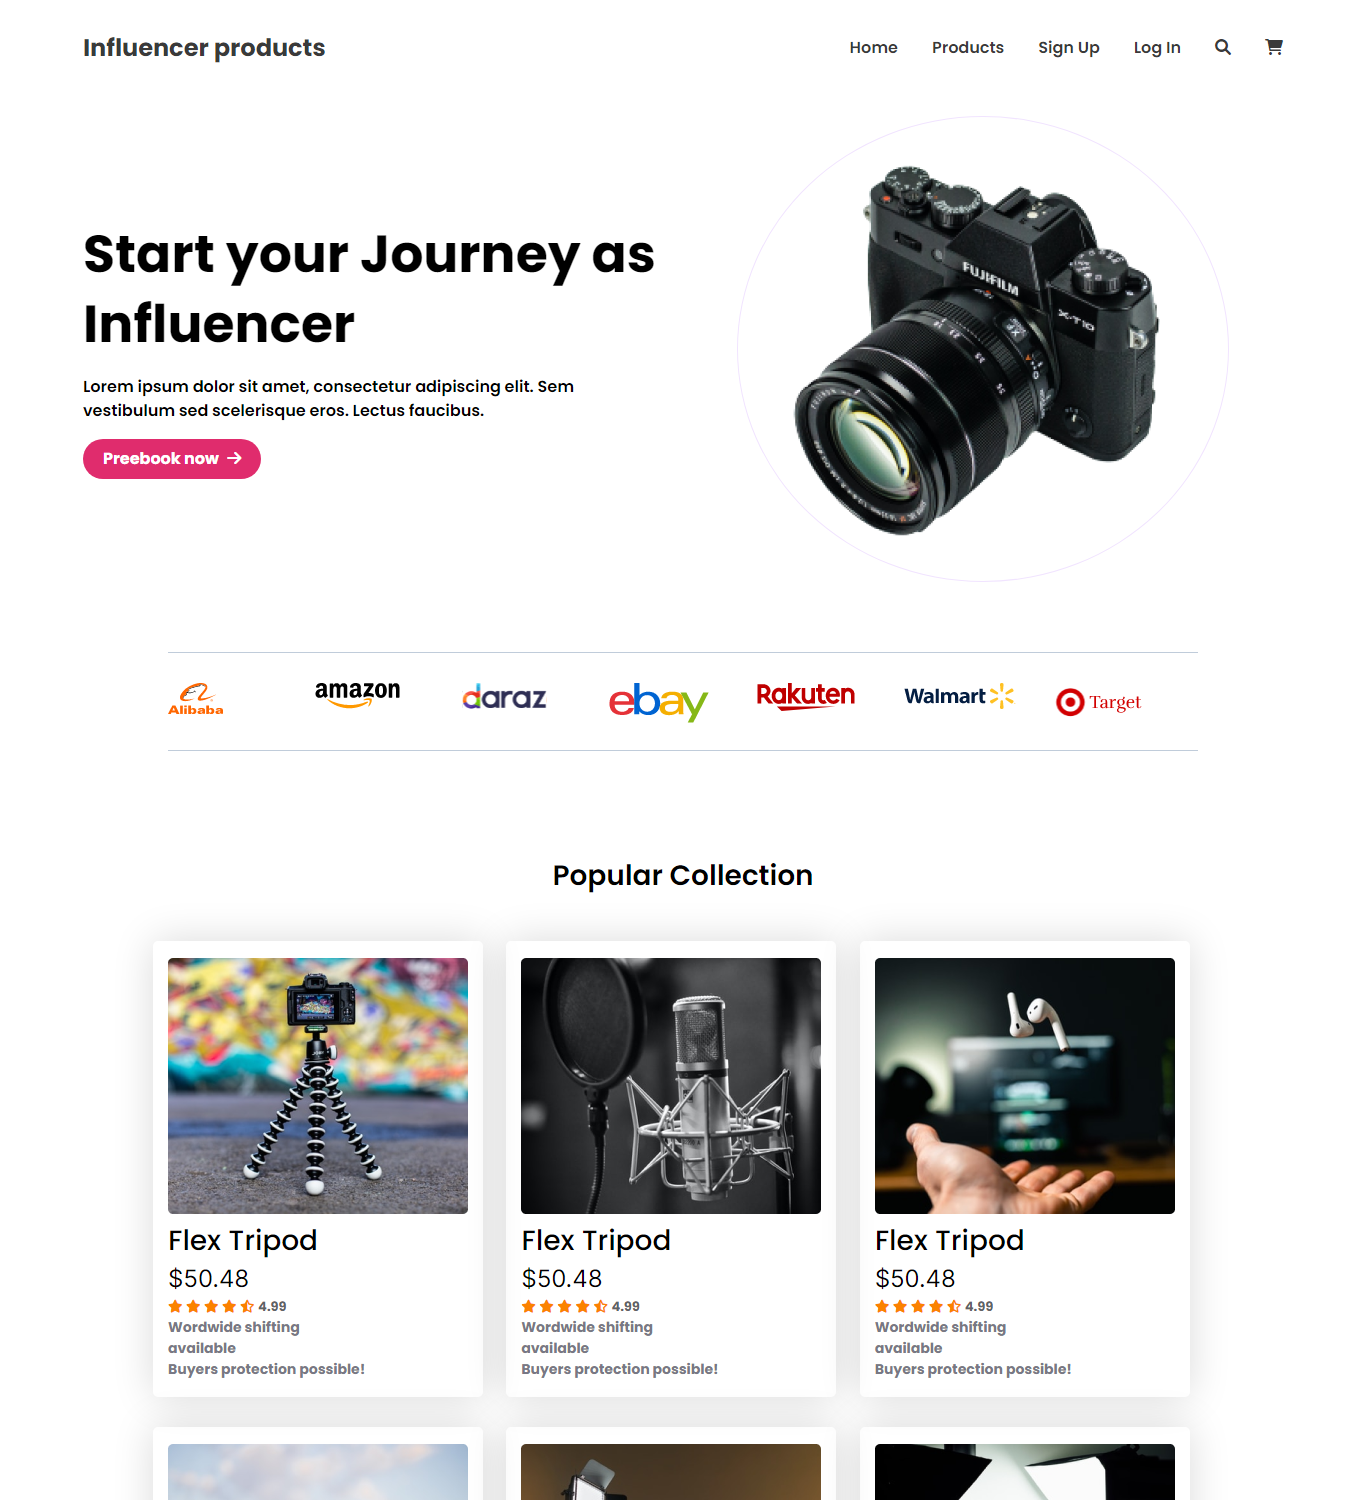 Influencer products
Home Products Sign Up Log In
Start your Journey as
Influencer
Lorem ipsum dolor sit amet, consectetur adipiscing elit. Sem
vestibulum sed scelerisque eros. Lectus faucibus.
Preebook now
FUJIFILM
X-T10
Alibaba
amazon
daraz
ebay
Rakuten
Walmart
Target
Popular Collection
Flex Tripod
$50.48
4.99
Wordwide shifting
available
Buyers protection possible!
Flex Tripod
$50.48
4.99
Wordwide shifting
available
Buyers protection possible!
Flex Tripod
$50.48
4.99
Wordwide shifting
available
Buyers protection possible!